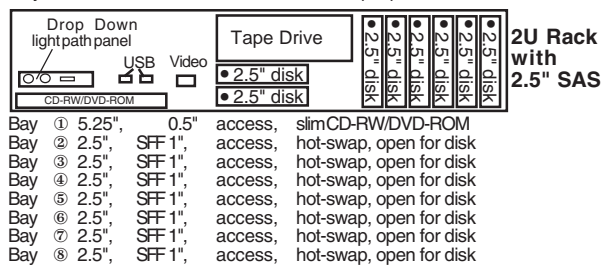 Drop Down
light path panel
USB
Video
CD-RW/DVD-ROM
Tape Drive
• 2.5" disk
• 2.5" disk
• 2.5" disk
• 2.5" disk
• 2.5" disk
• 2.5" disk
• 2.5" disk
• 2.5" disk
2U Rack
with
2.5" SAS
Bay ① 5.25", 0.5" access, slimCD-RW/DVD-ROM
Bay ② 2.5", SFF 1", access, hot-swap, open for disk
Bay ③ 2.5", SFF 1", access, hot-swap, open for disk
Bay ④ 2.5", SFF 1", access, hot-swap, open for disk
Bay ⑤ 2.5", SFF 1", access, hot-swap, open for disk
Bay ⑥ 2.5", SFF 1", access, hot-swap, open for disk
Bay ⑦ 2.5", SFF 1", access, hot-swap, open for disk
Bay ⑧ 2.5", SFF 1", access, hot-swap, open for disk